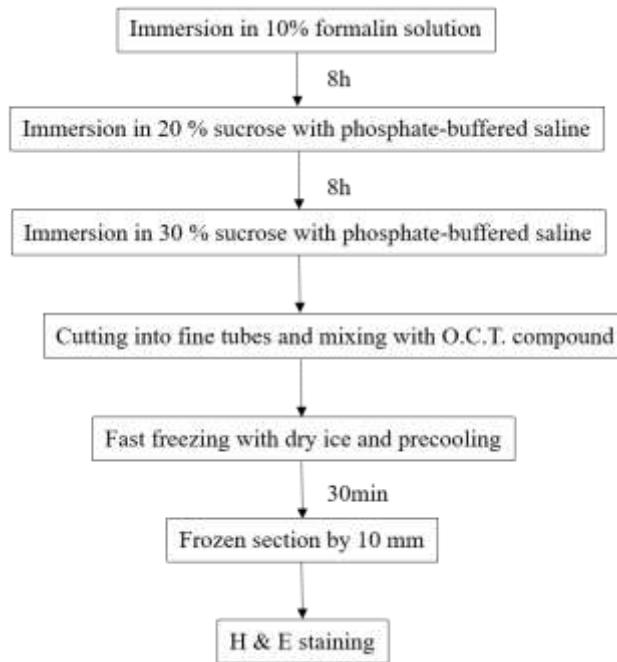 Immersion in 10% formalin solution
8h
Immersion in 20 % sucrose with phosphate-buffered saline
8h
Immersion in 30 % sucrose with phosphate-buffered saline
Cutting into fine tubes and mixing with O.C.T. compound
Fast freezing with dry ice and precooling
30min
Frozen section by 10 mm
H & E staining